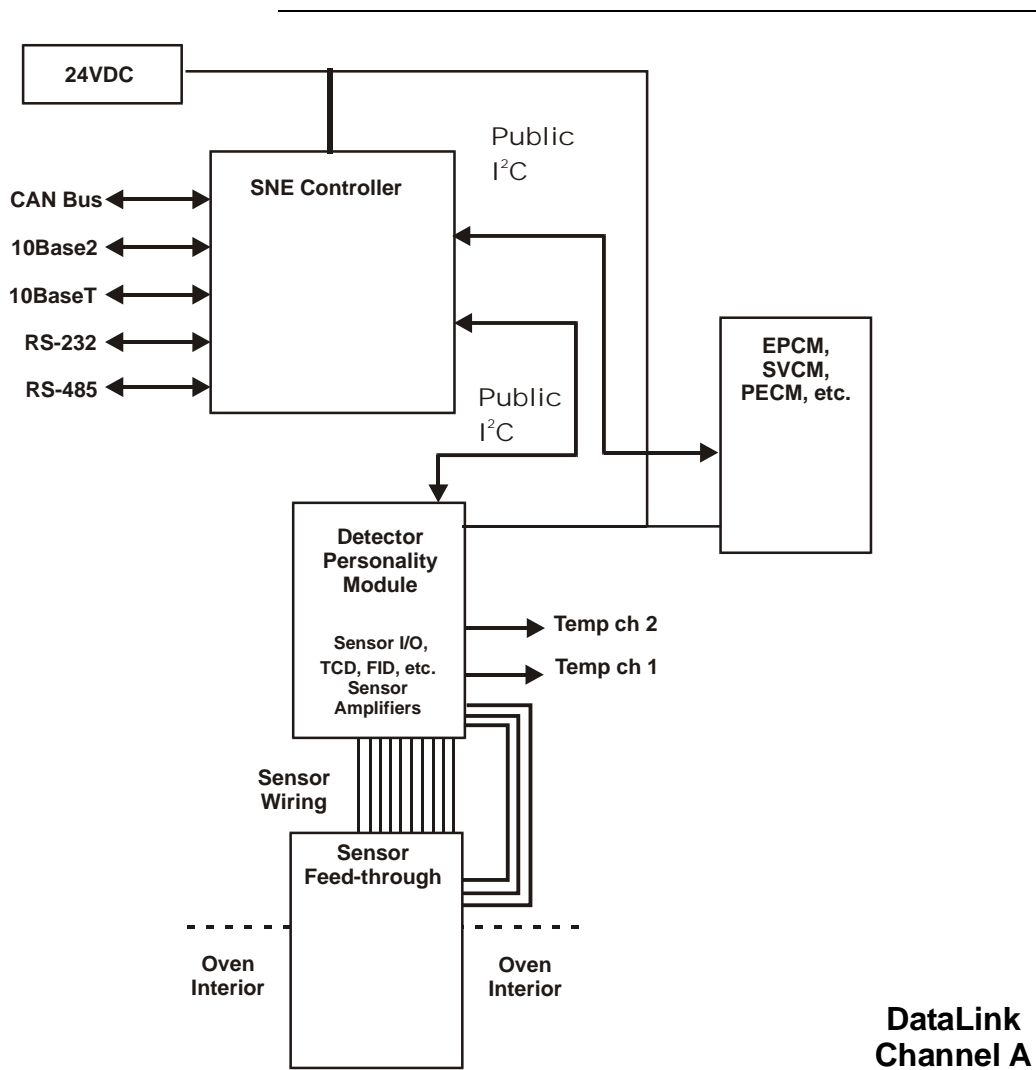 24VDC
Public
I²C
SNE Controller
CAN Bus
10Base2
10BaseT
RS-232
RS-485
EPCM,
SVCM,
PECM, etc.
Public
I²C
Detector
Personality
Module
Sensor I/O,
TCD, FID, etc.
Sensor
Amplifiers
Temp ch 2
Temp ch 1
Sensor
Wiring
Sensor
Feed-through
Oven
Interior
Oven
Interior
DataLink
Channel A